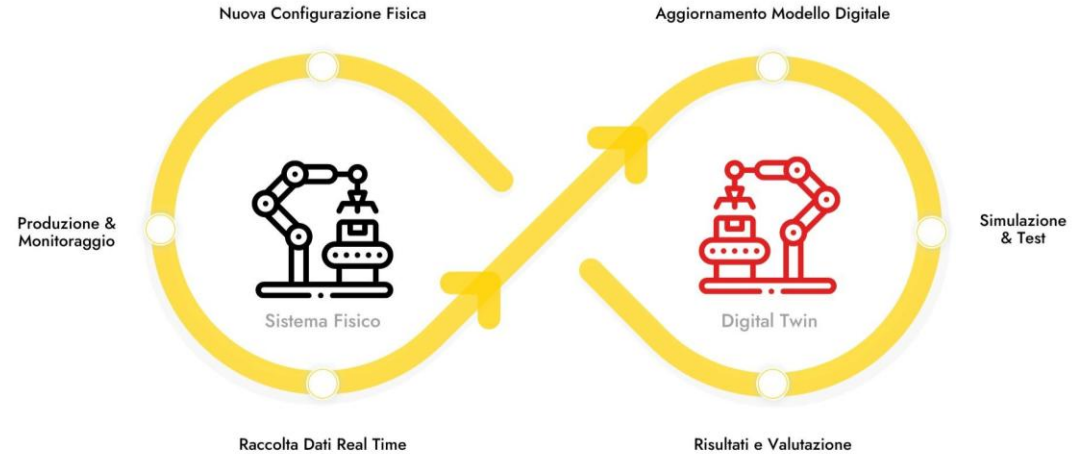 Nuova Configurazione Fisica
Aggiornamento Modello Digitale
Produzione &
Monitoraggio
Simulazione
& Test
Sistema Fisico
Digital Twin
Raccolta Dati Real Time
Risultati e Valutazione